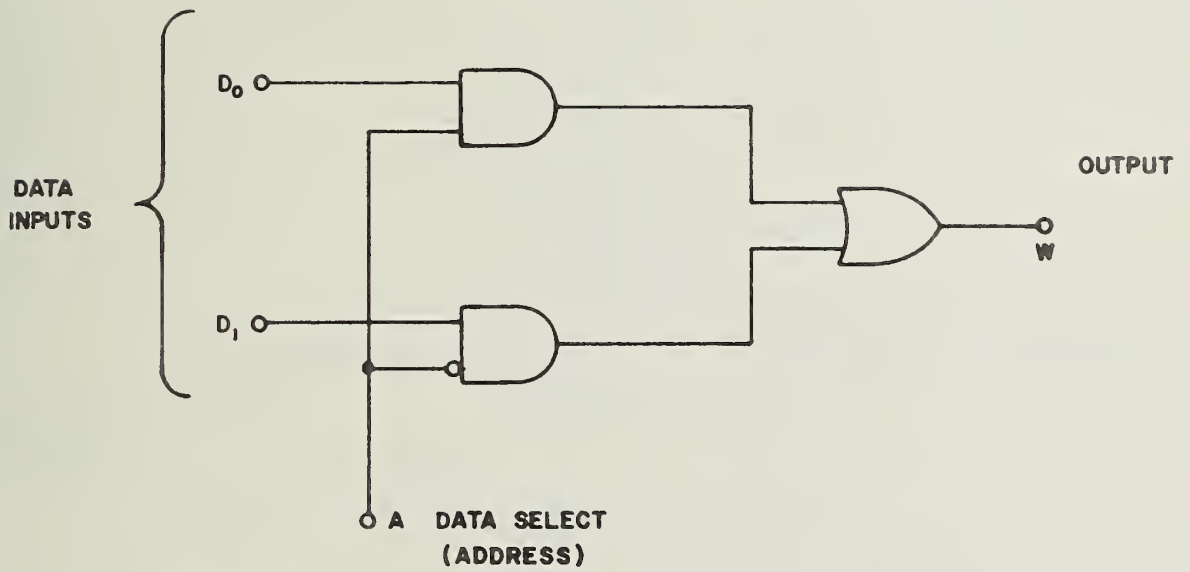 D₀
OUTPUT
DATA
INPUTS
W
D₁
A DATA SELECT
(ADDRESS)